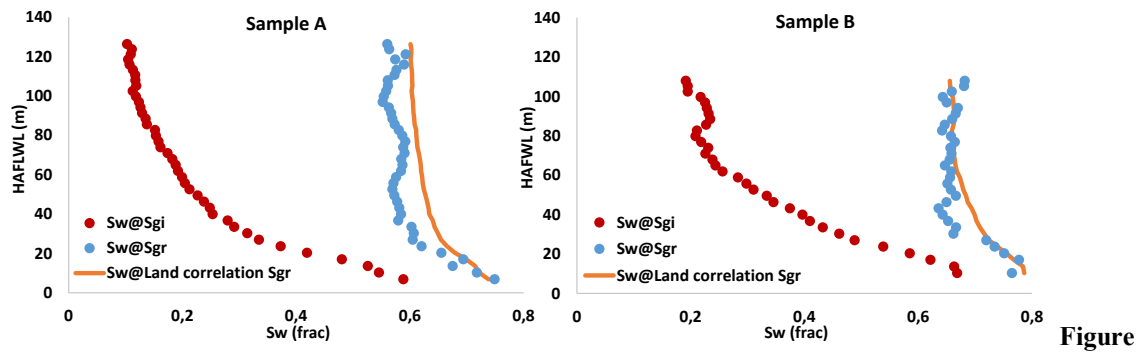 Sample A
HAFLWL (m)
140
120
100
80
60
40
20
0
Sw@Sgi
Sw@Sgr
Sw@Land correlation Sgr
0
0,2
0,4
0,6
0,8
Sw (frac)
Sample B
HAFLWL (m)
140
120
100
80
60
40
20
0
Sw@Sgi
Sw@Sgr
Sw@Land correlation Sgr
0
0,2
0,4
0,6
0,8
Sw (frac)
Figure